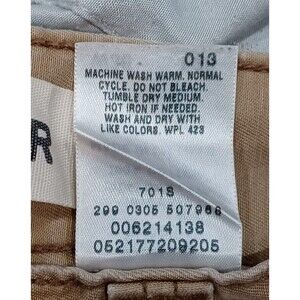 013
MACHINE WASH WARM, NORMAL
CYCLE. DO NOT BLEACH.
TUMBLE DRY MEDIUM.
HOT IRON IF NEEDED.
WASH AND DRY WITH
LIKE COLORS. WPL 423
R
701S
299 0305 507968
006214138
052177209205